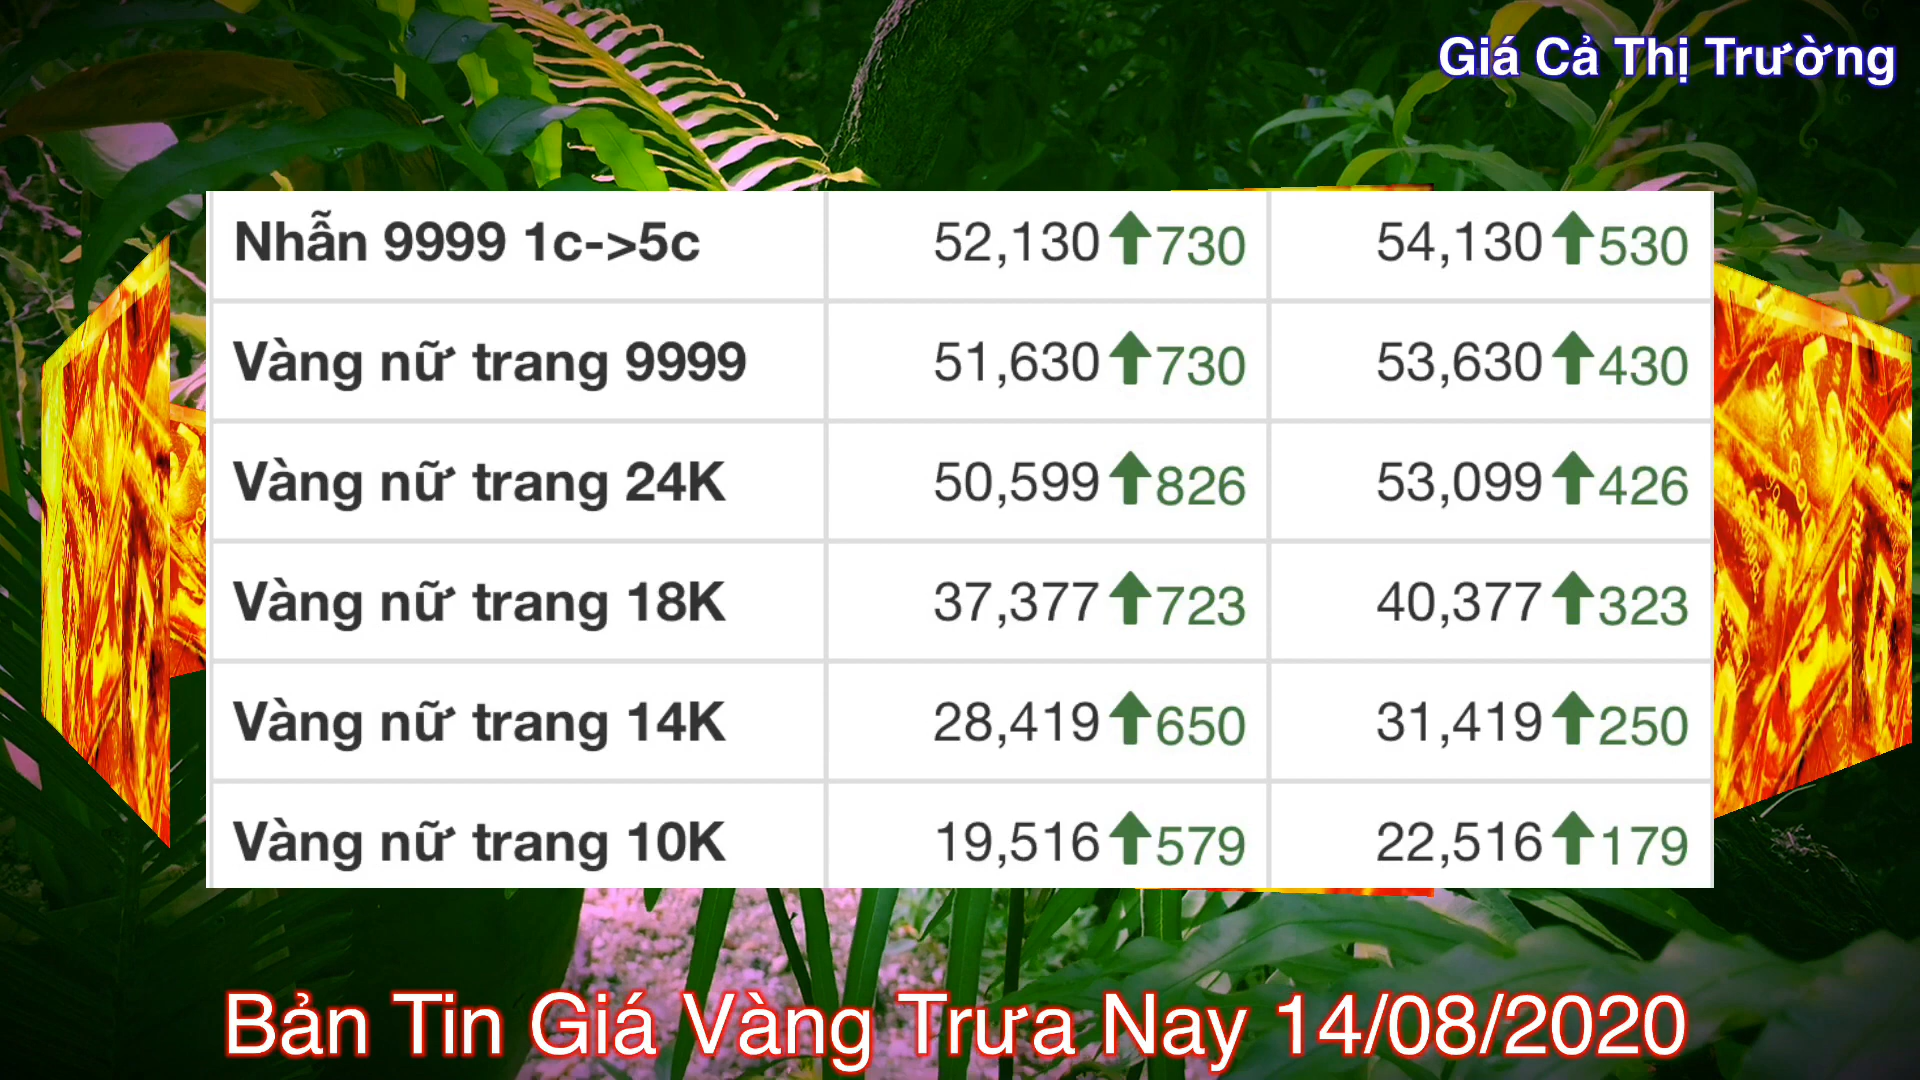 Giá Cả Thị Trường
Nhẫn 9999 1c->5c 52,130⬆730 54,130⬆530
Vàng nữ trang 9999 51,630⬆730 53,630⬆430
Vàng nữ trang 24K 50,599⬆826 53,099⬆426
Vàng nữ trang 18K 37,377⬆723 40,377⬆323
Vàng nữ trang 14K 28,419⬆650 31,419⬆250
Vàng nữ trang 10K 19,516⬆579 22,516⬆179
Bản Tin Giá Vàng Trưa Nay 14/08/2020